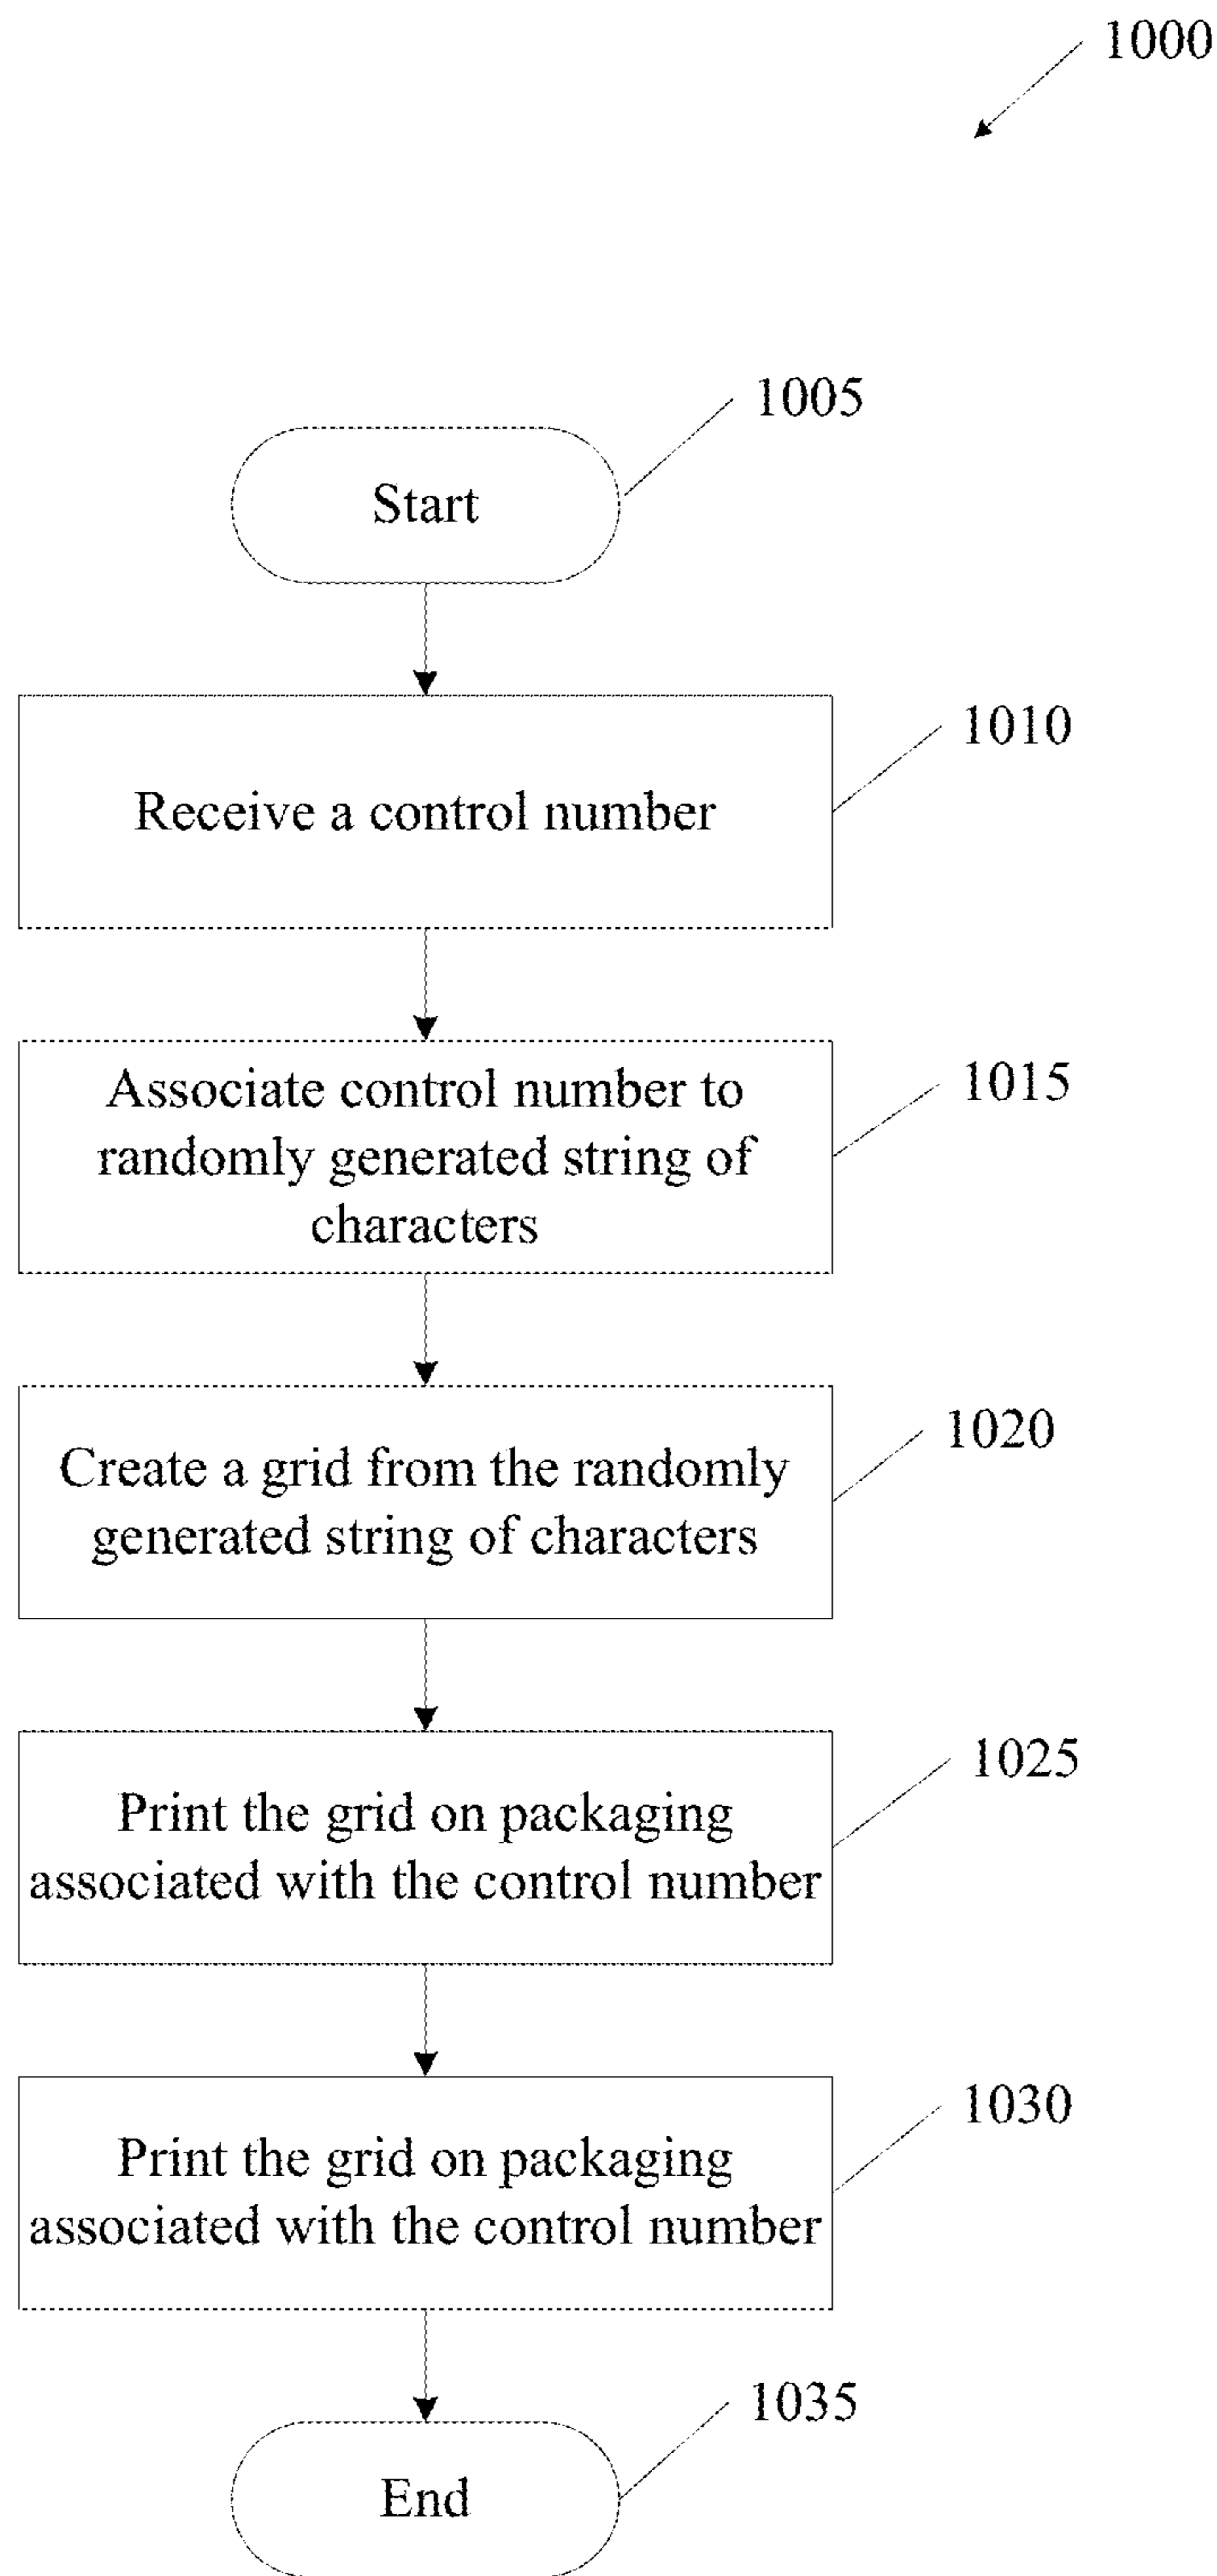 1000
1005
Start
1010
Receive a control number
1015
Associate control number to
randomly generated string of
characters
1020
Create a grid from the randomly
generated string of characters
1025
Print the grid on packaging
associated with the control number
1030
Print the grid on packaging
associated with the control number
1035
End